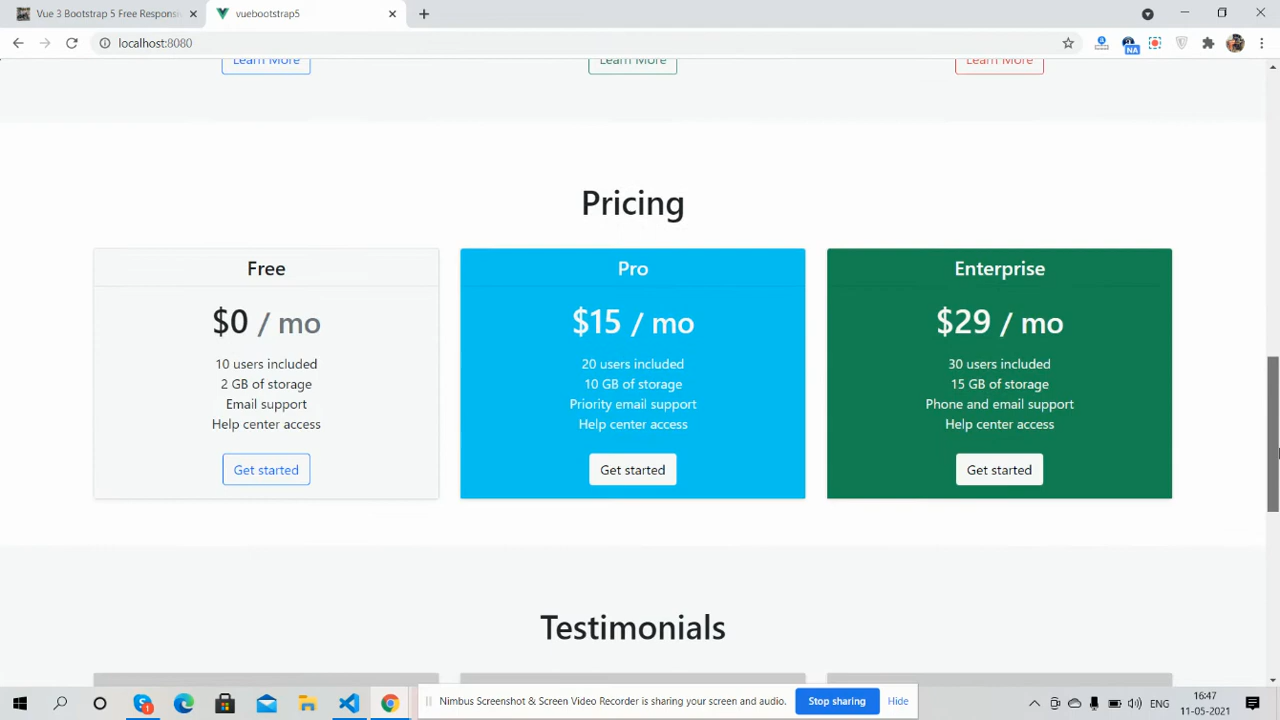 Vue 3 Bootstrap 5 Free Respons
vuebootstrap5
localhost:8080
NA
Learn More
Learn More
Learn More
Pricing
Free
Pro
Enterprise
$0 / mo
$15 / mo
$29 / mo
10 users included
2 GB of storage
Email support
Help center access
20 users included
10 GB of storage
Priority email support
Help center access
30 users included
15 GB of storage
Phone and email support
Help center access
Get started
Get started
Get started
Testimonials
Nimbus Screenshot & Screen Video Recorder is sharing your screen and audio.
Stop sharing
Hide
ENG
16:47
11-05-2021